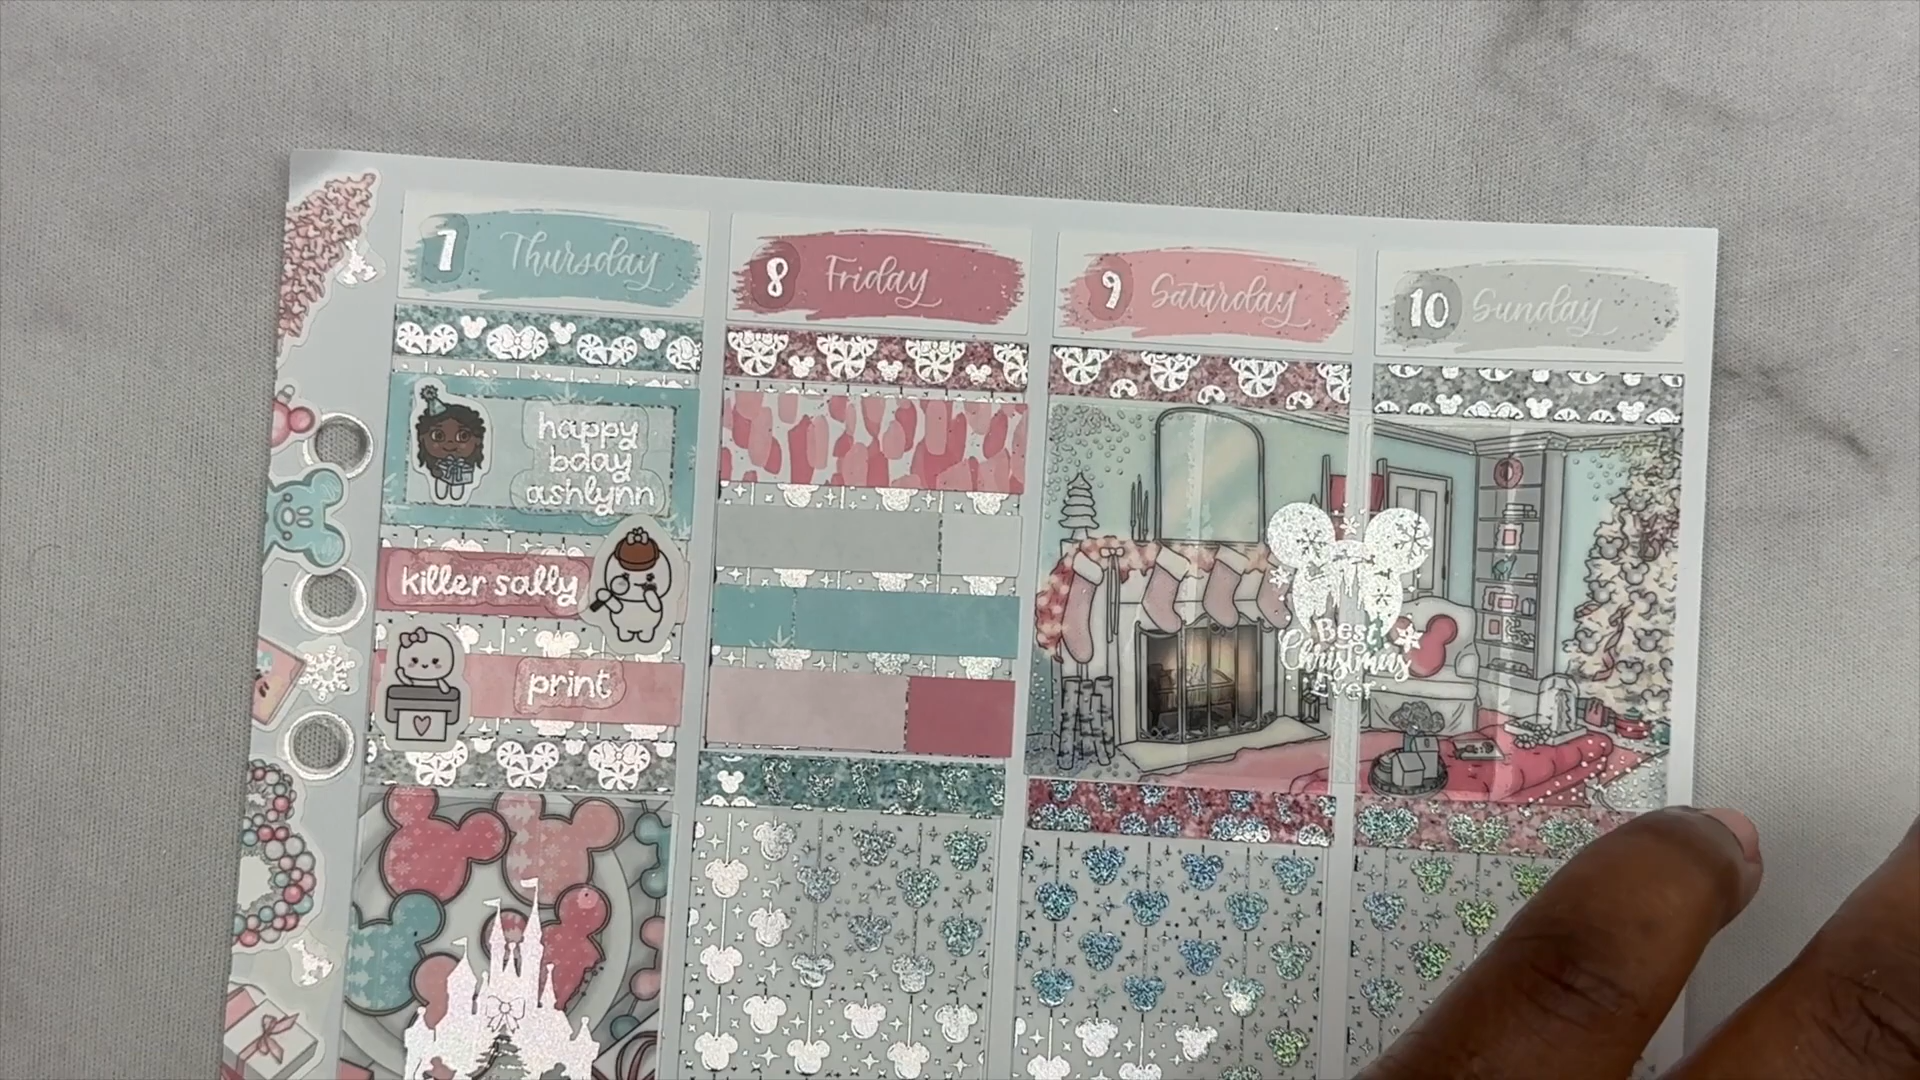 7 Thursday
8 Friday
9 Saturday
10 Sunday
happy
bday
ashlynn
killer sally
print
Best
Christmas
Ever